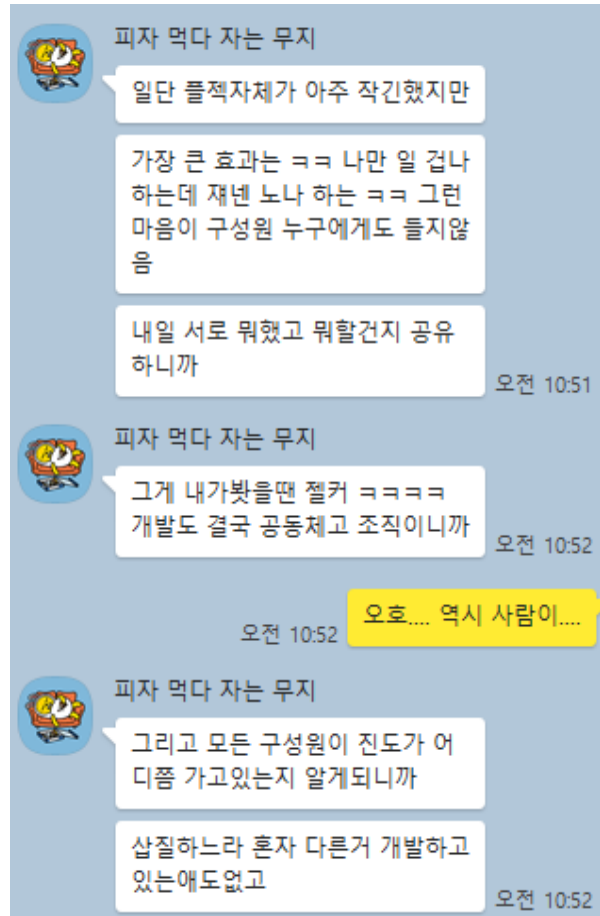 피자 먹다 자는 무지
일단 플젝자체가 아주 작긴했지만
가장 큰 효과는 ㅋㅋ 나만 일 겁나
하는데 쟤넨 노나 하는 ㅋㅋ 그런
마음이 구성원 누구에게도 들지않
음
내일 서로 뭐했고 뭐할건지 공유
하니까
오전 10:51
피자 먹다 자는 무지
그게 내가봣을땐 젤커 ㅋㅋㅋㅋ
개발도 결국 공동체고 조직이니까
오전 10:52
오호.... 역시 사람이....
오전 10:52
피자 먹다 자는 무지
그리고 모든 구성원이 진도가 어
디쯤 가고있는지 알게되니까
삽질하느라 혼자 다른거 개발하고
있는애도없고
오전 10:52